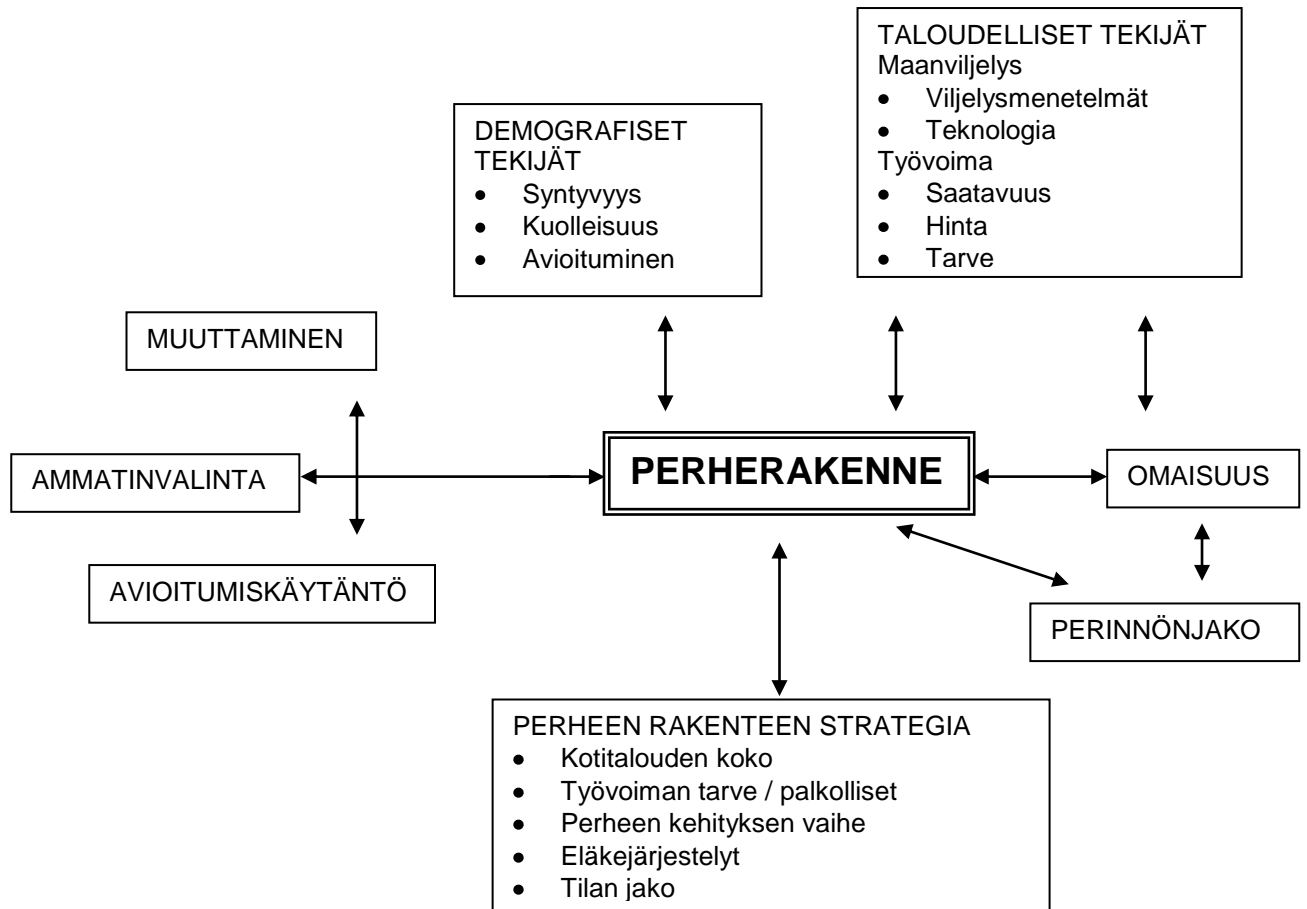 TALOUDELLISET TEKIJÄT
Maanviljelys
• Viljelysmenetelmät
• Teknologia
Työvoima
• Saatavuus
• Hinta
• Tarve
DEMOGRAFISET
TEKIJÄT
• Syntyvyys
• Kuolleisuus
• Avioituminen
MUUTTAMINEN
AMMATINVALINTA
PERHERAKENNE
OMAISUUS
AVIOITUMISKÄYTÄNTÖ
PERINNÖNJAKO
PERHEEN RAKENTEEN STRATEGIA
• Kotitalouden koko
• Työvoiman tarve / palkolliset
• Perheen kehityksen vaihe
• Eläkejärjestelyt
• Tilan jako